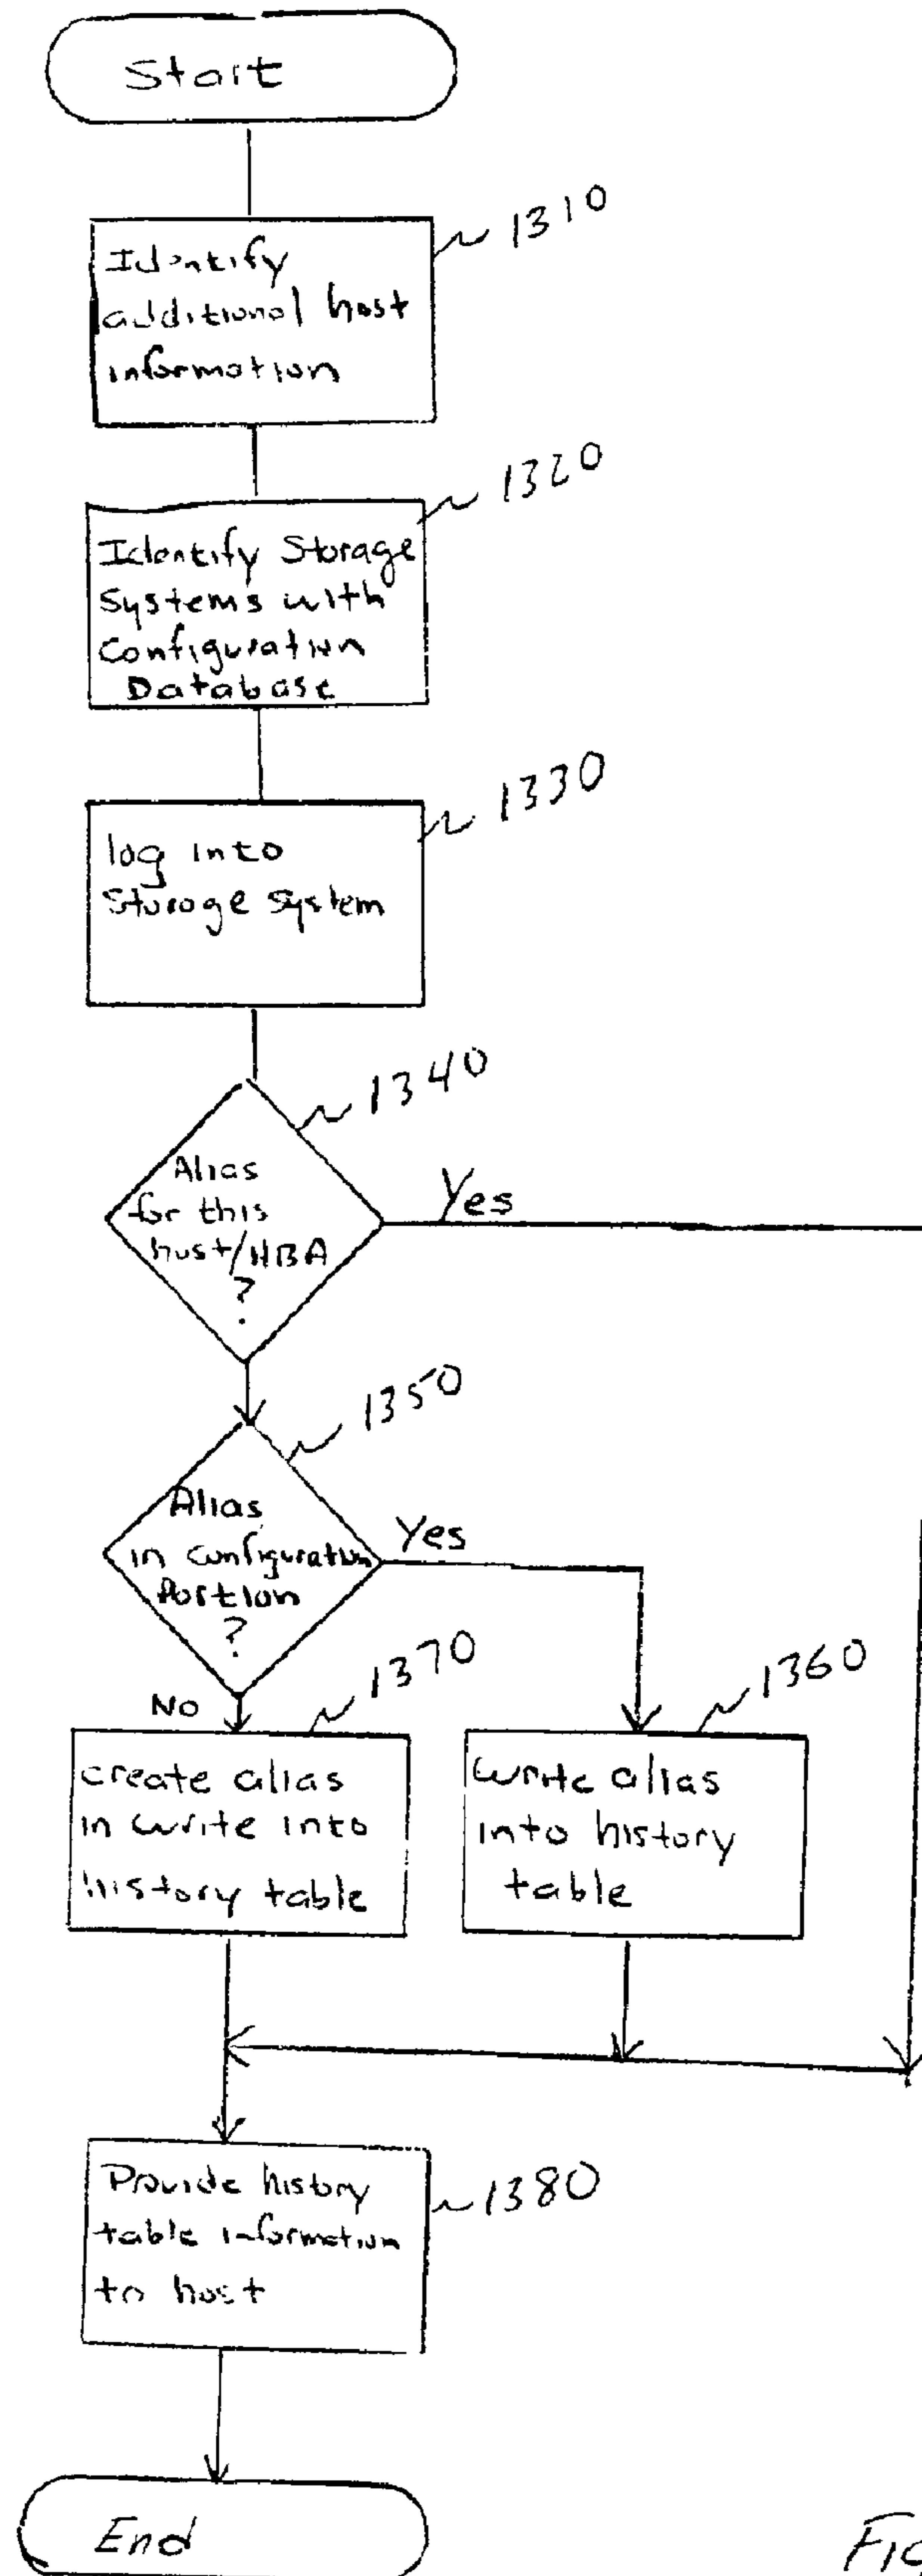 Start
1310
Identify
additional host
information
1320
Identify Storage
Systems with
Configuration
Database
1330
log into
Storage system
1340
Alias
for this
host/HBA
?
Yes
1350
Alias
in configuration
Portion
?
Yes
No
1370
create alias
in write into
history table
1360
write alias
into history
table
1380
Provide history
table information
to host
End